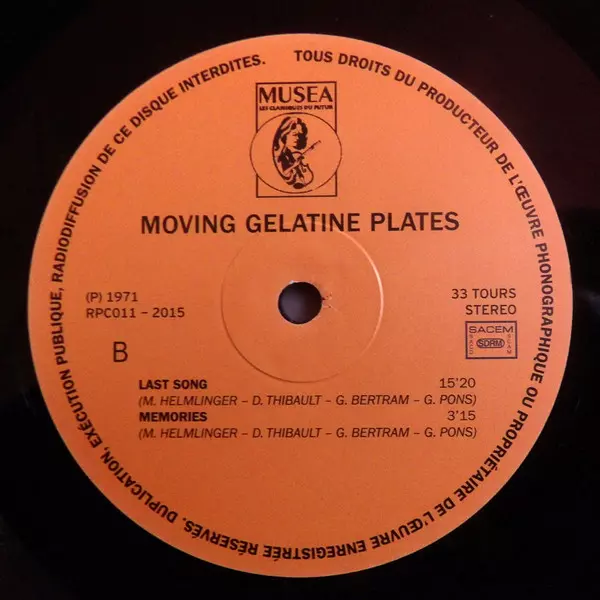 TOUS DROITS DU PRODUCTEUR DE L'ŒUVRE PHONOGRAPHIQUE OU PROPRIÉTAIRE DE L'ŒUVRE ENREGISTRÉE RÉSERVÉS. DUPLICATION, EXÉCUTION PUBLIQUE, RADIODIFFUSION DE CE DISQUE INTERDITES.
MUSEA
LES CLASSIQUES DU FUTUR
MOVING GELATINE PLATES
(P) 1971
RPC011 – 2015
33 TOURS
STEREO
B
SACEM
SDRM
LAST SONG 15'20
(M. HELMLINGER – D. THIBAULT – G. BERTRAM – G. PONS)
MEMORIES 3'15
(M. HELMLINGER – D. THIBAULT – G. BERTRAM – G. PONS)